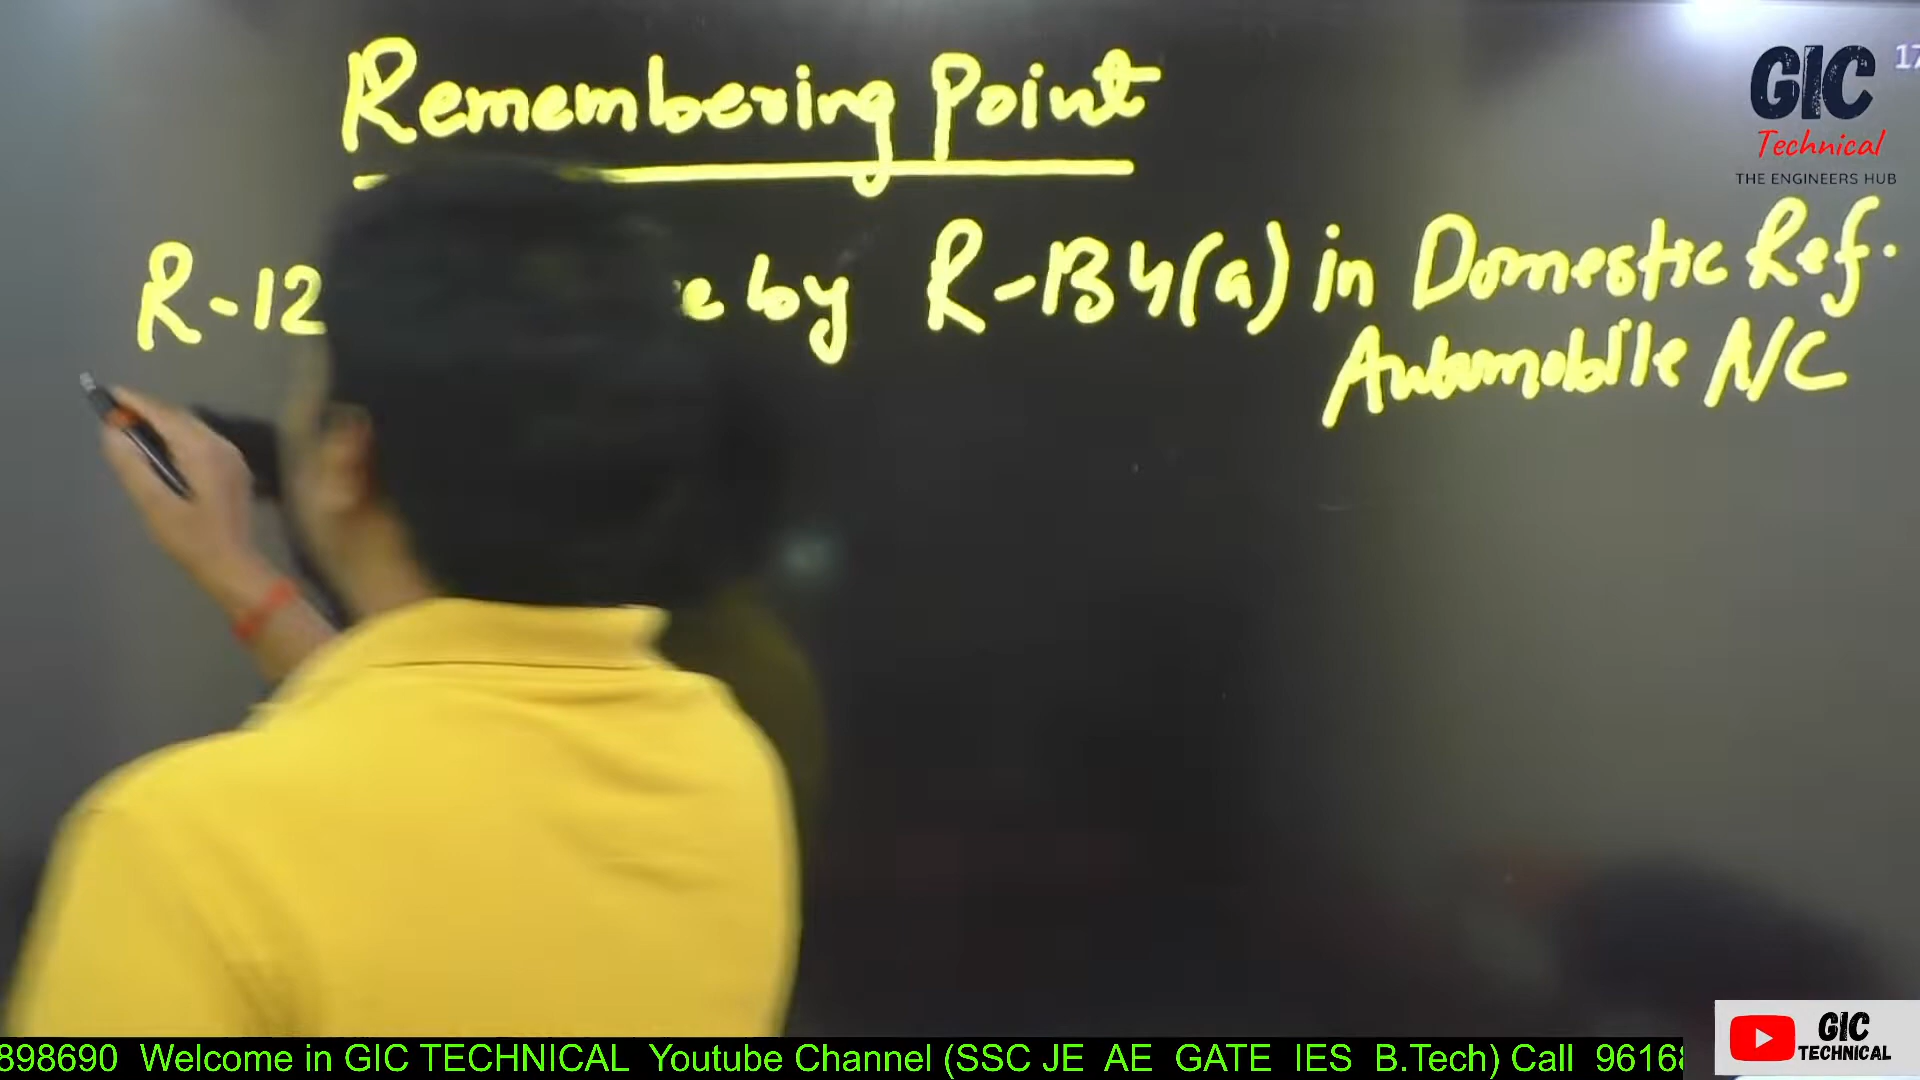 Remembering Point
GIC
Technical
THE ENGINEERS HUB
17
R-12 by R-134(a) in Domestic Ref.
Automobile A/C
898690 Welcome in GIC TECHNICAL Youtube Channel (SSC JE AE GATE IES B.Tech) Call 9616
GIC
TECHNICAL